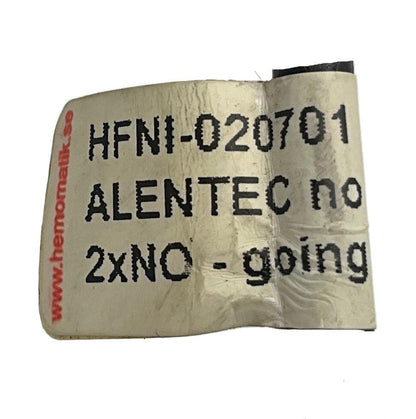 www.hemomatik.se
HFNI-020701
ALENTEC no
2xNO - going